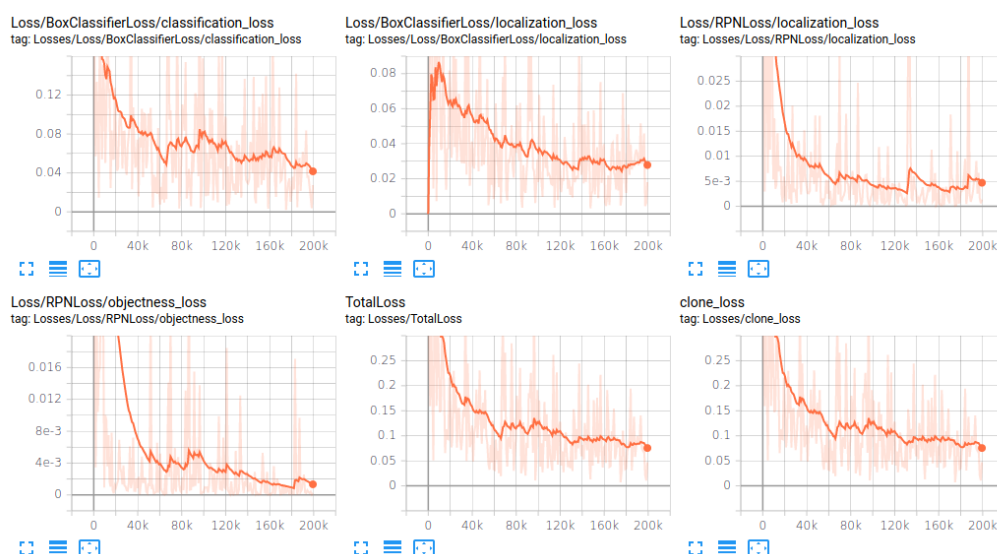 Loss/BoxClassifierLoss/classification_loss
tag: Losses/Loss/BoxClassifierLoss/classification_loss
0.12
0.08
0.04
0
0 40k 80k 120k 160k 200k
Loss/BoxClassifierLoss/localization_loss
tag: Losses/Loss/BoxClassifierLoss/localization_loss
0.08
0.06
0.04
0.02
0
0 40k 80k 120k 160k 200k
Loss/RPNLoss/localization_loss
tag: Losses/Loss/RPNLoss/localization_loss
0.025
0.02
0.015
0.01
5e-3
0
0 40k 80k 120k 160k 200k
Loss/RPNLoss/objectness_loss
tag: Losses/Loss/RPNLoss/objectness_loss
0.016
0.012
8e-3
4e-3
0
0 40k 80k 120k 160k 200k
TotalLoss
tag: Losses/TotalLoss
0.25
0.2
0.15
0.1
0.05
0
0 40k 80k 120k 160k 200k
clone_loss
tag: Losses/clone_loss
0.25
0.2
0.15
0.1
0.05
0
0 40k 80k 120k 160k 200k